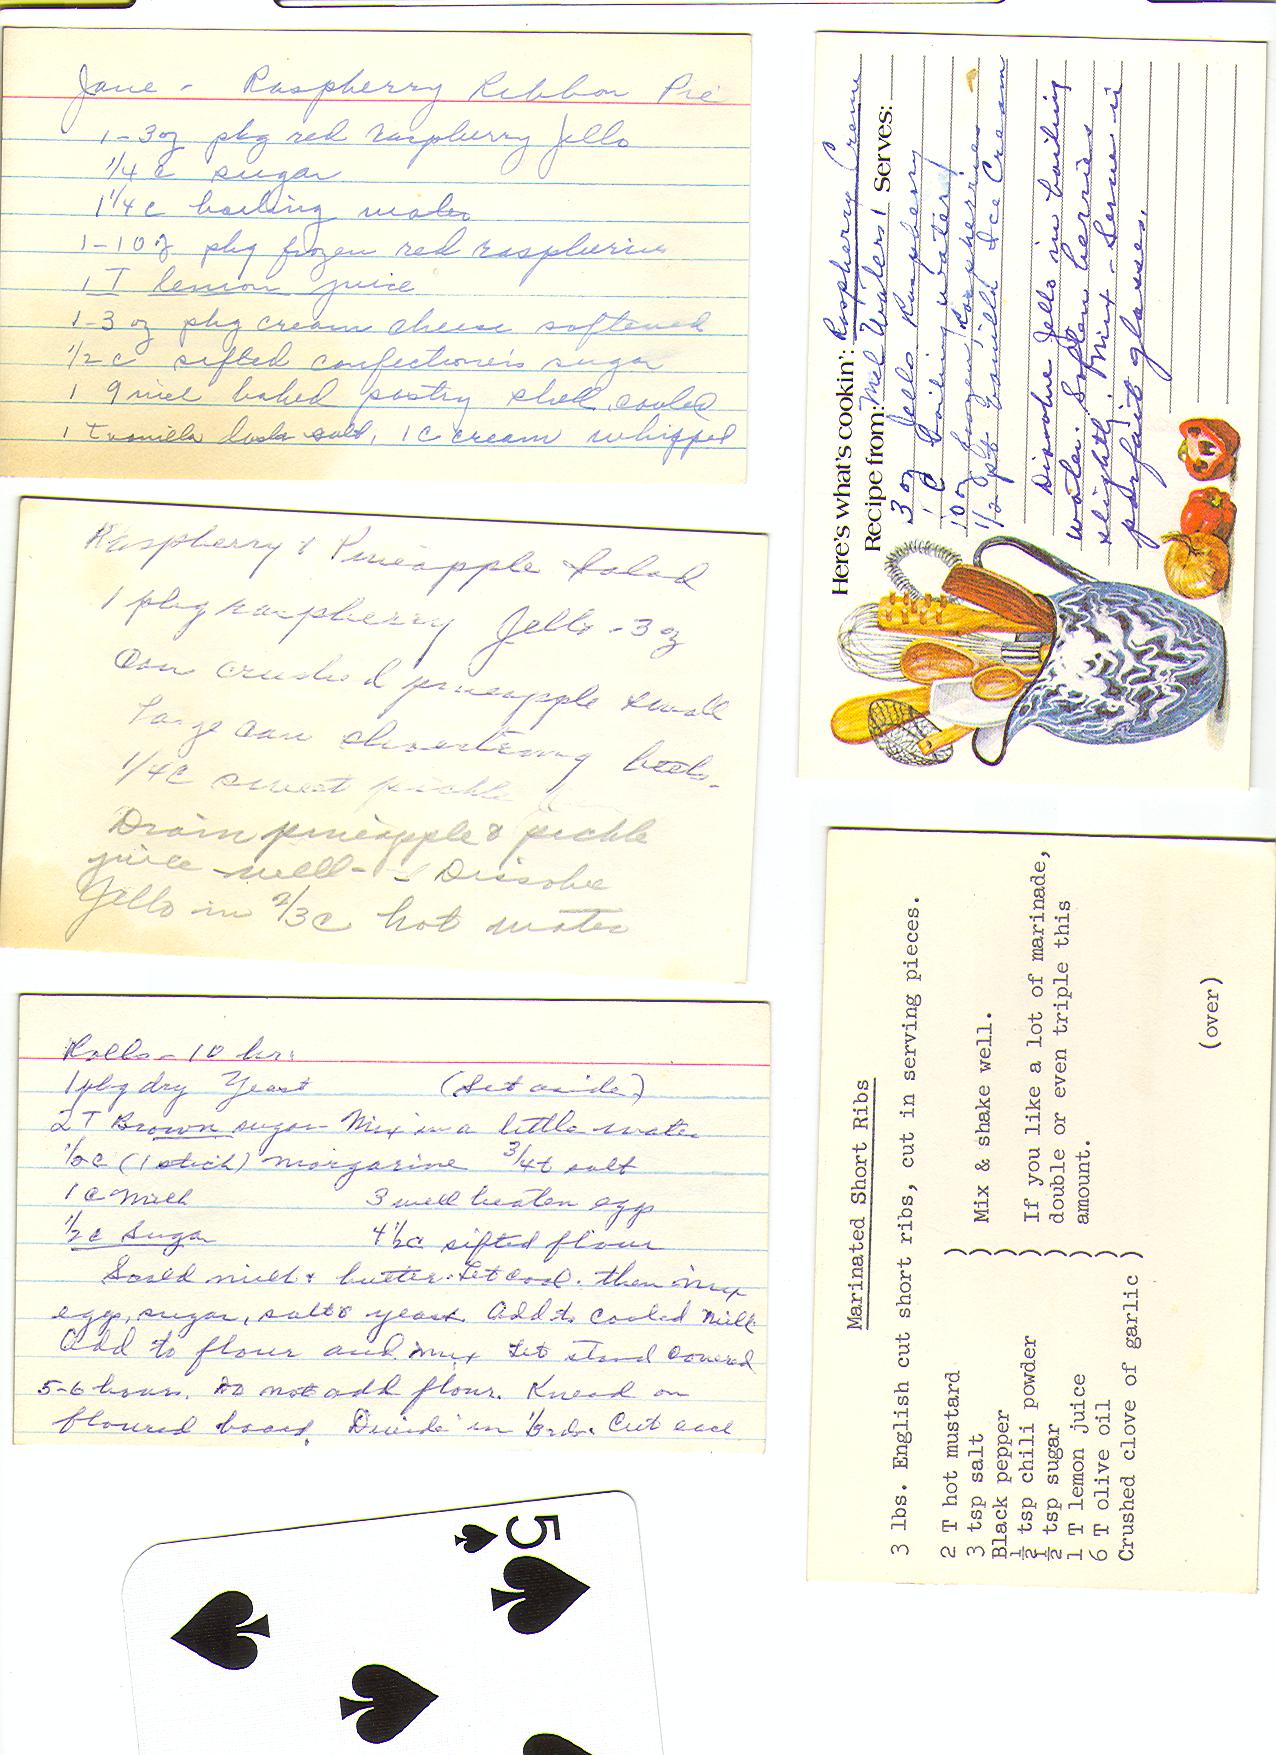 Jane - Raspberry Ribbon Pie
1-3oz pkg red raspberry Jello
1/4 c sugar
1 1/4 c boiling water
1-10 oz pkg frozen red raspberries
1 T lemon juice
1-3 oz pkg cream cheese softened
1/2 c sifted confectioners sugar
1 9 inch baked pastry shell, cooled
1 t vanilla dash salt, 1 c cream whipped
Raspberry & Pineapple Salad
1 pkg raspberry Jello - 3 oz
Can crushed pineapple small
Large can shoestring beets.
1/4 c sweet pickle
Drain pineapple & pickle
juice well - Dissolve
Jello in 2/3 c hot water
Rolls - 10 hr.
1 pkg dry Yeast (Set aside)
2 T Brown sugar - Mix in a little water
1/2 c (1 stick) margarine 3/4 t salt
1 c Milk 3 well beaten eggs
1/2 c Sugar 4 1/2 c sifted flour
Scald milk & butter. Let cool. then mix
eggs, sugar, salt & yeast. Add to cooled milk
Add to flour and mix Let stand covered
5-6 hours. Do not add flour. Knead on
floured board. Divide in 1/3rds. Cut each
5
Here's what's cookin': Raspberry Creme
Recipe from: Mel Walers Serves:
3 oz Jello Raspberry
1 c boiling water
10 oz frozen raspberries
1/2 pt. Vanilla Ice Cream
Dissolve Jello in boiling
water. Soften berries
slightly. Mix - Serve in
parfait glasses.
Marinated Short Ribs
3 lbs. English cut short ribs, cut in serving pieces.
2 T hot mustard )
3 tsp salt ) Mix & shake well.
Black pepper )
½ tsp chili powder ) If you like a lot of marinade,
½ tsp sugar ) double or even triple this
1 T lemon juice ) amount.
6 T olive oil )
Crushed clove of garlic )
(over)